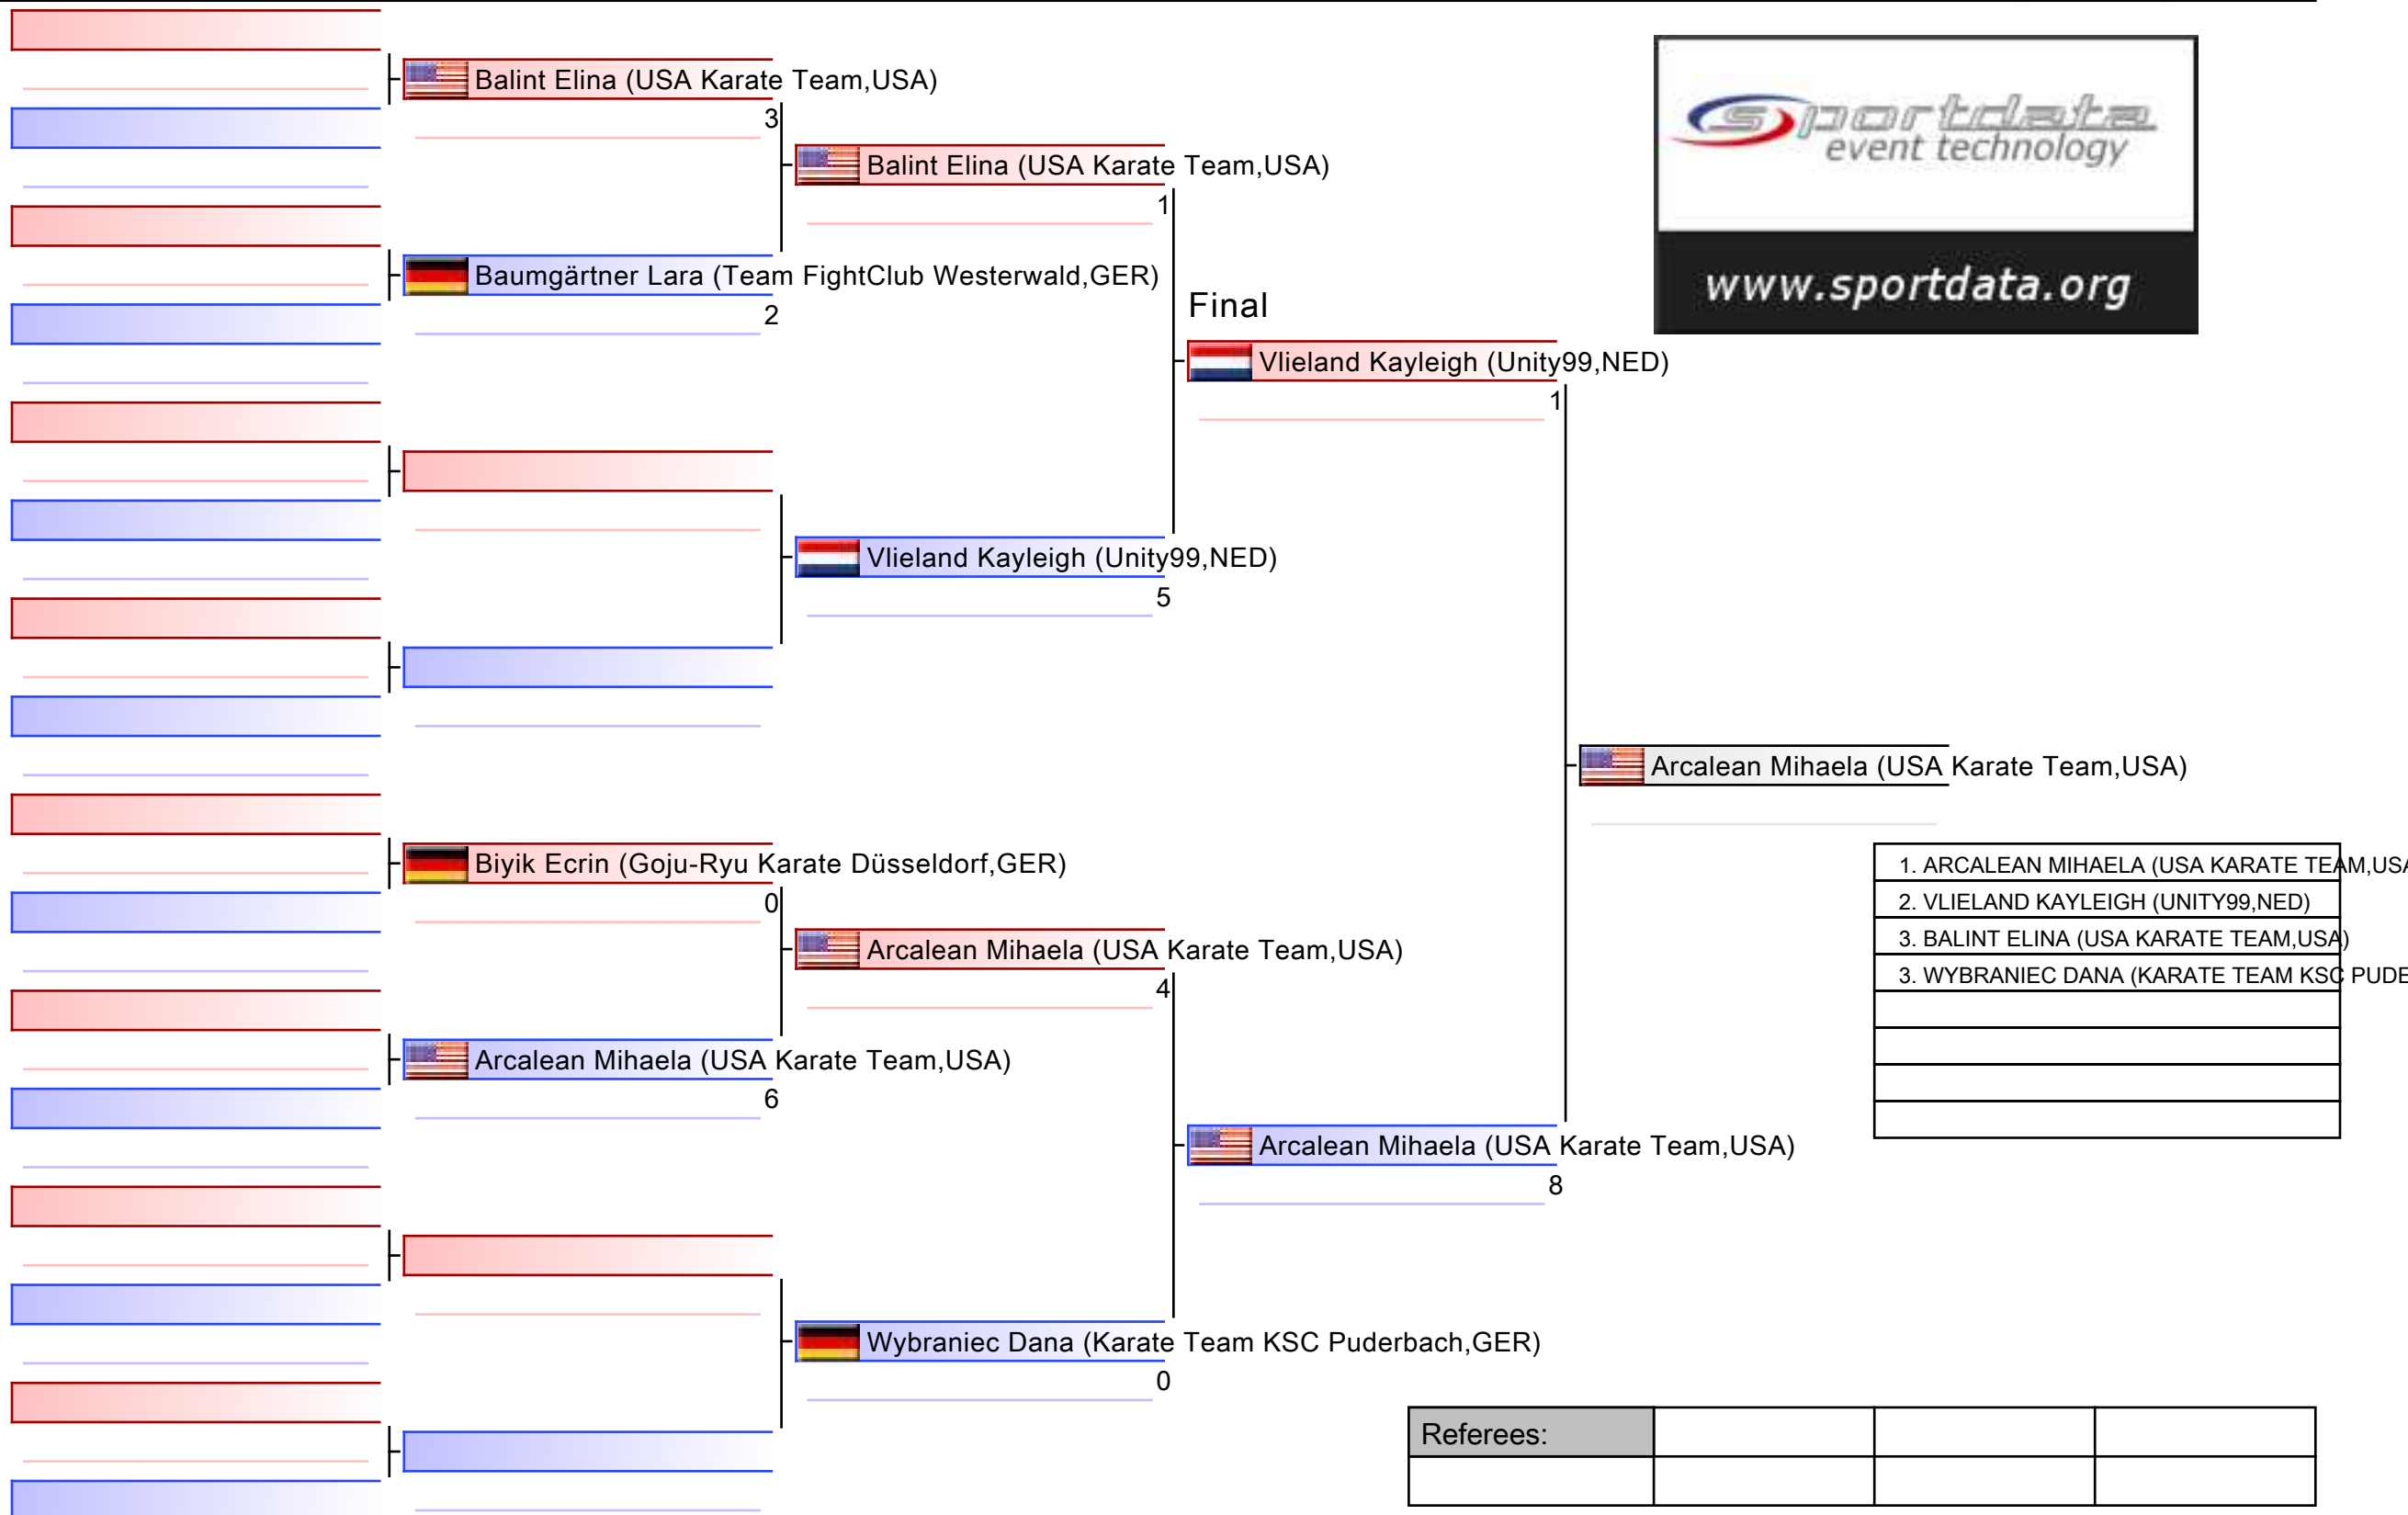 Balint Elina (USA Karate Team,USA)
3
Baumgärtner Lara (Team FightClub Westerwald,GER)
2
Biyik Ecrin (Goju-Ryu Karate Düsseldorf,GER)
0
Arcalean Mihaela (USA Karate Team,USA)
6
Balint Elina (USA Karate Team,USA)
1
Vlieland Kayleigh (Unity99,NED)
5
Arcalean Mihaela (USA Karate Team,USA)
4
Wybraniec Dana (Karate Team KSC Puderbach,GER)
0
Final
Vlieland Kayleigh (Unity99,NED)
1
Arcalean Mihaela (USA Karate Team,USA)
8
Arcalean Mihaela (USA Karate Team,USA)
sportdata
event technology
www.sportdata.org
1. ARCALEAN MIHAELA (USA KARATE TEAM,USA
2. VLIELAND KAYLEIGH (UNITY99,NED)
3. BALINT ELINA (USA KARATE TEAM,USA)
3. WYBRANIEC DANA (KARATE TEAM KSC PUDE
Referees: